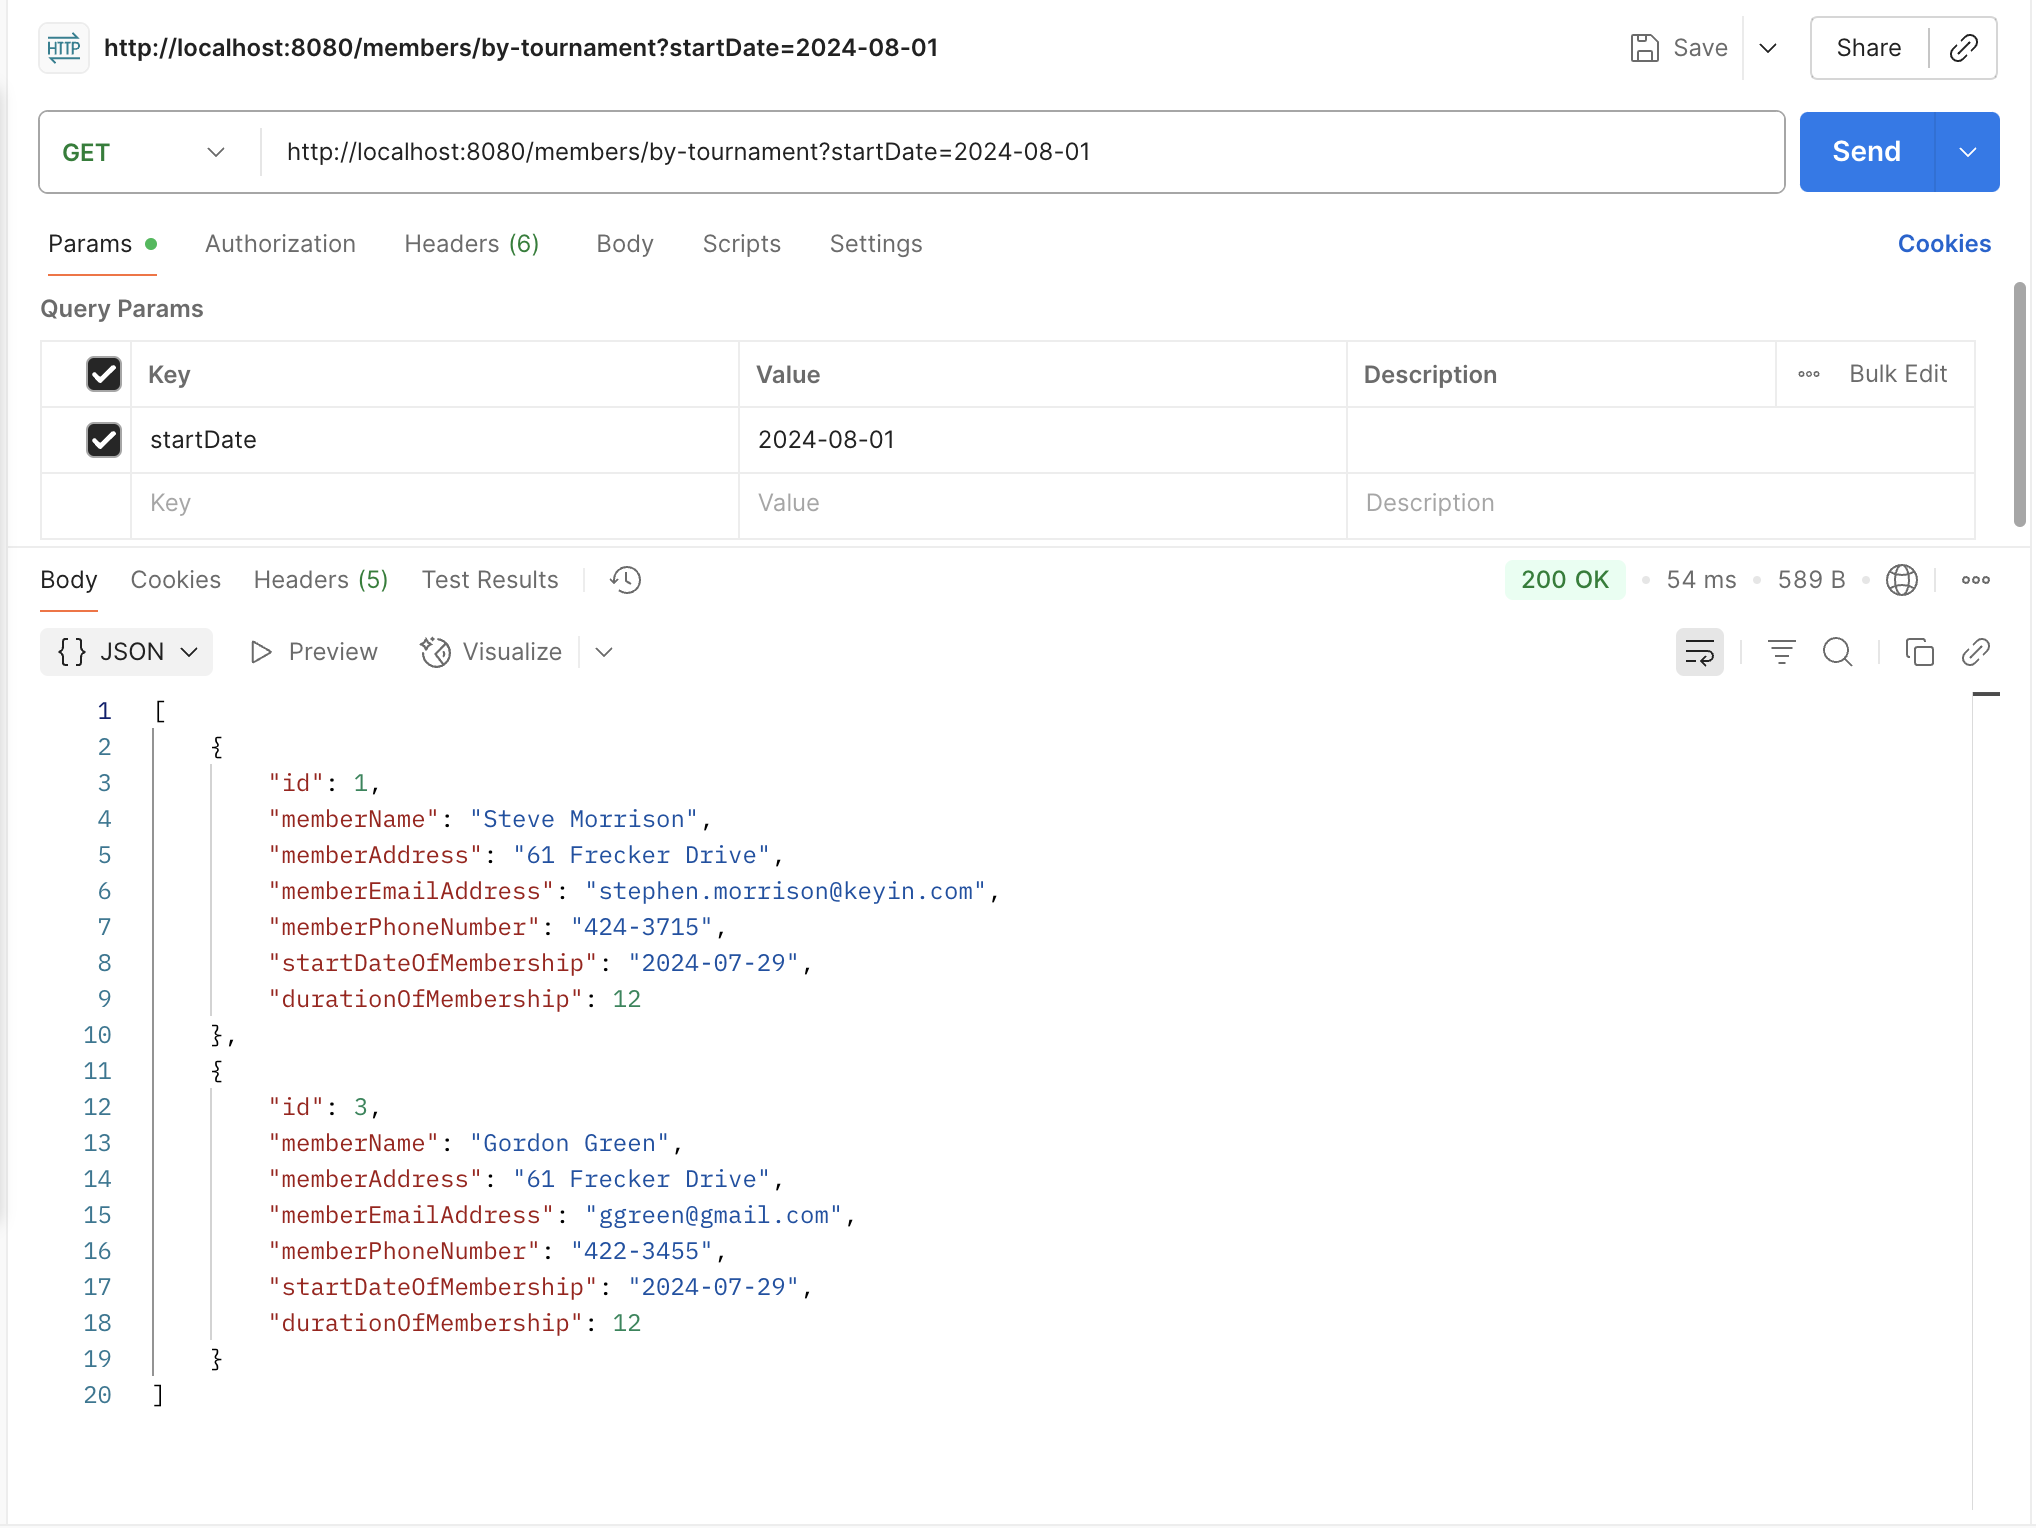 HTTP http://localhost:8080/members/by-tournament?startDate=2024-08-01 Save Share
GET http://localhost:8080/members/by-tournament?startDate=2024-08-01 Send
Params Authorization Headers (6) Body Scripts Settings Cookies
Query Params
Key Value Description Bulk Edit
startDate 2024-08-01
Key Value Description
Body Cookies Headers (5) Test Results 200 OK 54 ms 589 B
{} JSON Preview Visualize
1 [
2 {
3 "id": 1,
4 "memberName": "Steve Morrison",
5 "memberAddress": "61 Frecker Drive",
6 "memberEmailAddress": "stephen.morrison@keyin.com",
7 "memberPhoneNumber": "424-3715",
8 "startDateOfMembership": "2024-07-29",
9 "durationOfMembership": 12
10 },
11 {
12 "id": 3,
13 "memberName": "Gordon Green",
14 "memberAddress": "61 Frecker Drive",
15 "memberEmailAddress": "ggreen@gmail.com",
16 "memberPhoneNumber": "422-3455",
17 "startDateOfMembership": "2024-07-29",
18 "durationOfMembership": 12
19 }
20 ]